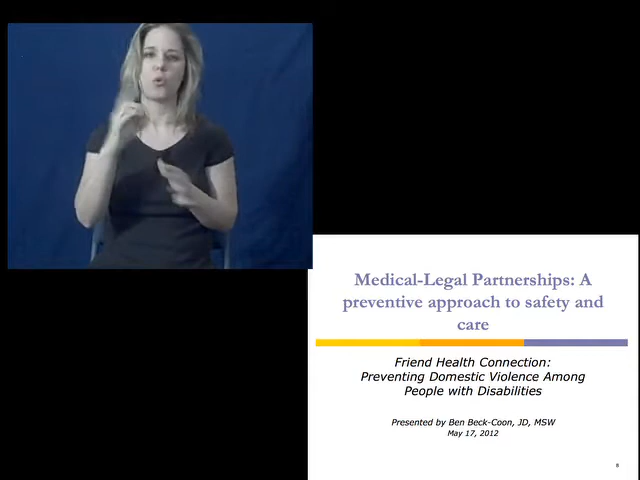 Medical-Legal Partnerships: A
preventive approach to safety and
care
Friend Health Connection:
Preventing Domestic Violence Among
People with Disabilities
Presented by Ben Beck-Coon, JD, MSW
May 17, 2012
8